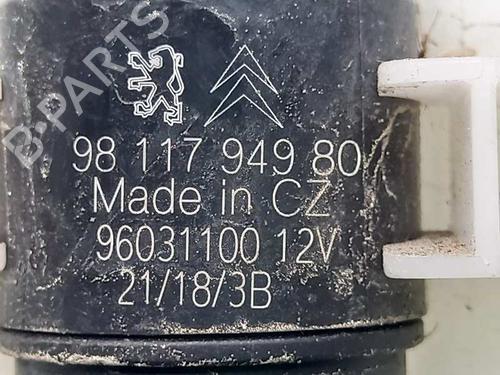 B-PARTS
98 117 949 80
Made in CZ
96031100 12V
21/18/3B